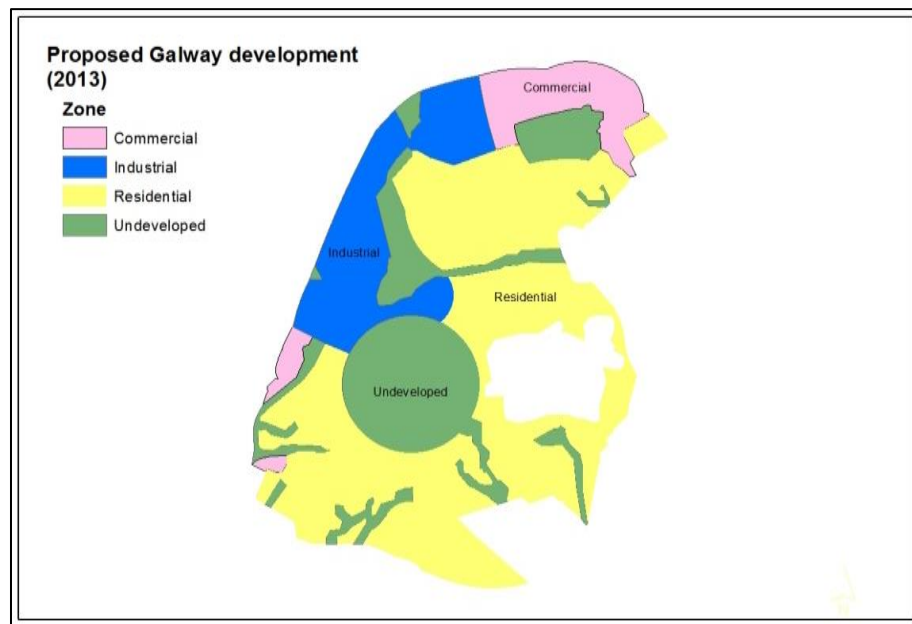 Proposed Galway development
(2013)
Zone
Commercial
Industrial
Residential
Undeveloped
Commercial
Industrial
Residential
Undeveloped